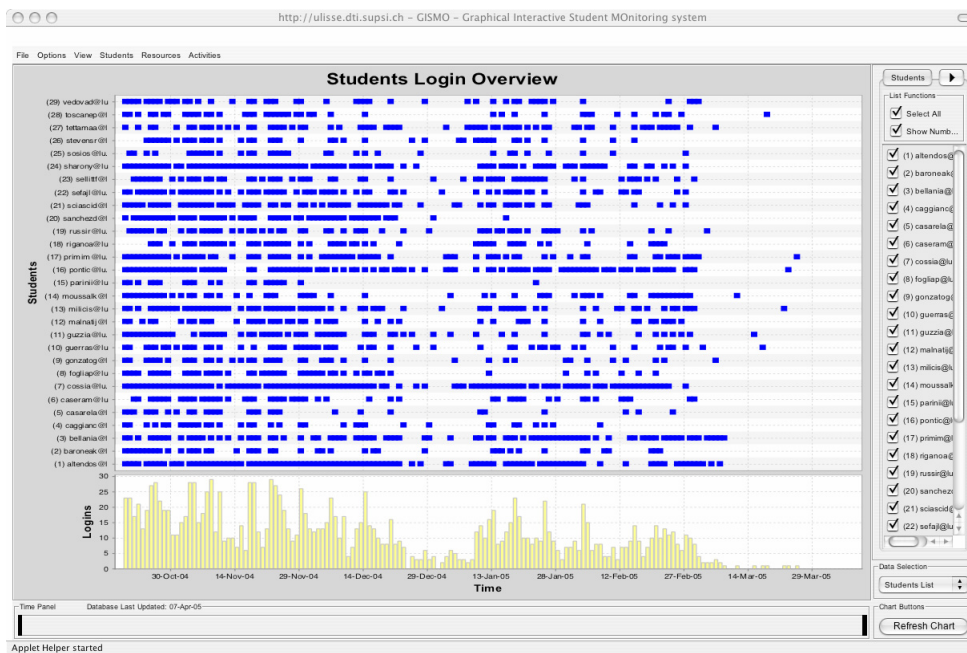 http://ulisse.dti.supsi.ch – GISMO – Graphical Interactive Student MOnitoring system
File Options View Students Resources Activities
Students Login Overview
Students
(29) vedovad@lu
(28) toscanep@l
(27) tettamaa@l
(26) stevensr@l
(25) sosios@lu.
(24) sharony@lu
(23) sellitf@l
(22) sefajl@lu.
(21) sciascid@l
(20) sanchezd@l
(19) russir@lu.
(18) riganoa@lu
(17) primim@lu.
(16) pontic@lu.
(15) parinii@lu
(14) moussalk@l
(13) milicis@lu
(12) malnatij@l
(11) guzzia@lu.
(10) guerras@lu
(9) gonzatog@l
(8) fogliap@lu
(7) cossia@lu.
(6) caseram@lu
(5) casarela@l
(4) caggianc@l
(3) bellania@l
(2) baroneak@l
(1) altendos@l
Logins
30
25
20
15
10
5
0
30-Oct-04 14-Nov-04 29-Nov-04 14-Dec-04 29-Dec-04 13-Jan-05 28-Jan-05 12-Feb-05 27-Feb-05 14-Mar-05 29-Mar-05
Time
Students
List Functions
Select All
Show Numb...
(1) altendos@
(2) baroneak@
(3) bellania@l
(4) caggianc@
(5) casarela@
(6) caseram@
(7) cossia@lu
(8) fogliap@lu
(9) gonzatog@
(10) guerras@
(11) guzzia@l
(12) malnatij@
(13) milicis@lu
(14) moussalk
(15) parinii@lu
(16) pontic@l
(17) primim@l
(18) riganoa@
(19) russir@lu
(20) sanchezd
(21) sciascid@
(22) sefajl@lu
Data Selection
Students List
Time Panel Database Last Updated: 07-Apr-05
Chart Buttons
Refresh Chart
Applet Helper started